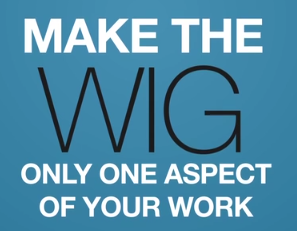 MAKE THE
WIG
ONLY ONE ASPECT
OF YOUR WORK